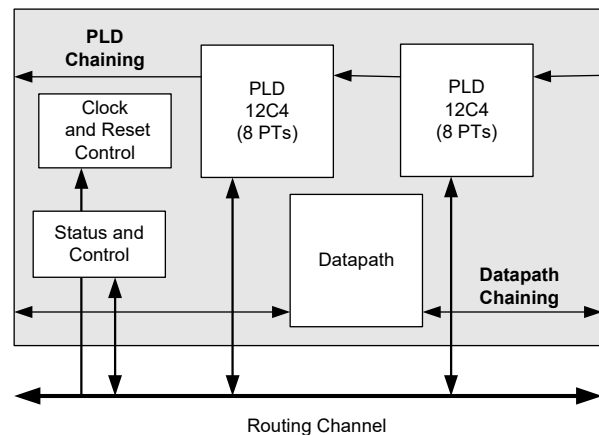 PLD
Chaining
PLD
12C4
(8 PTs)
PLD
12C4
(8 PTs)
Clock
and Reset
Control
Status and
Control
Datapath
Datapath
Chaining
Routing Channel